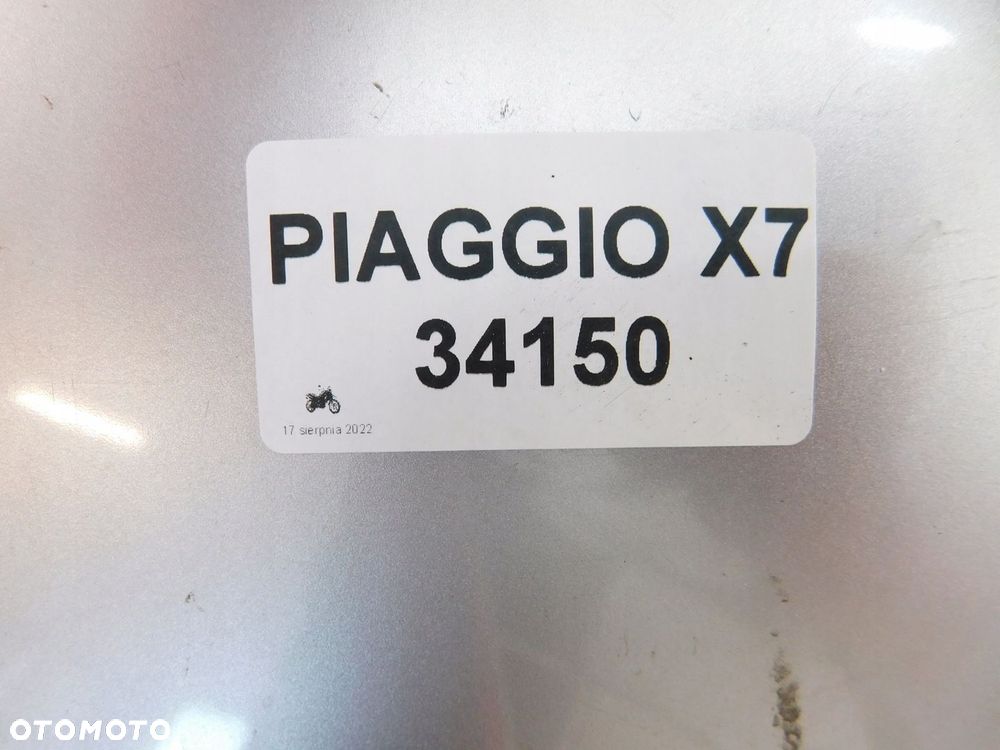 PIAGGIO X7
34150
17 sierpnia 2022
OTOMOTO